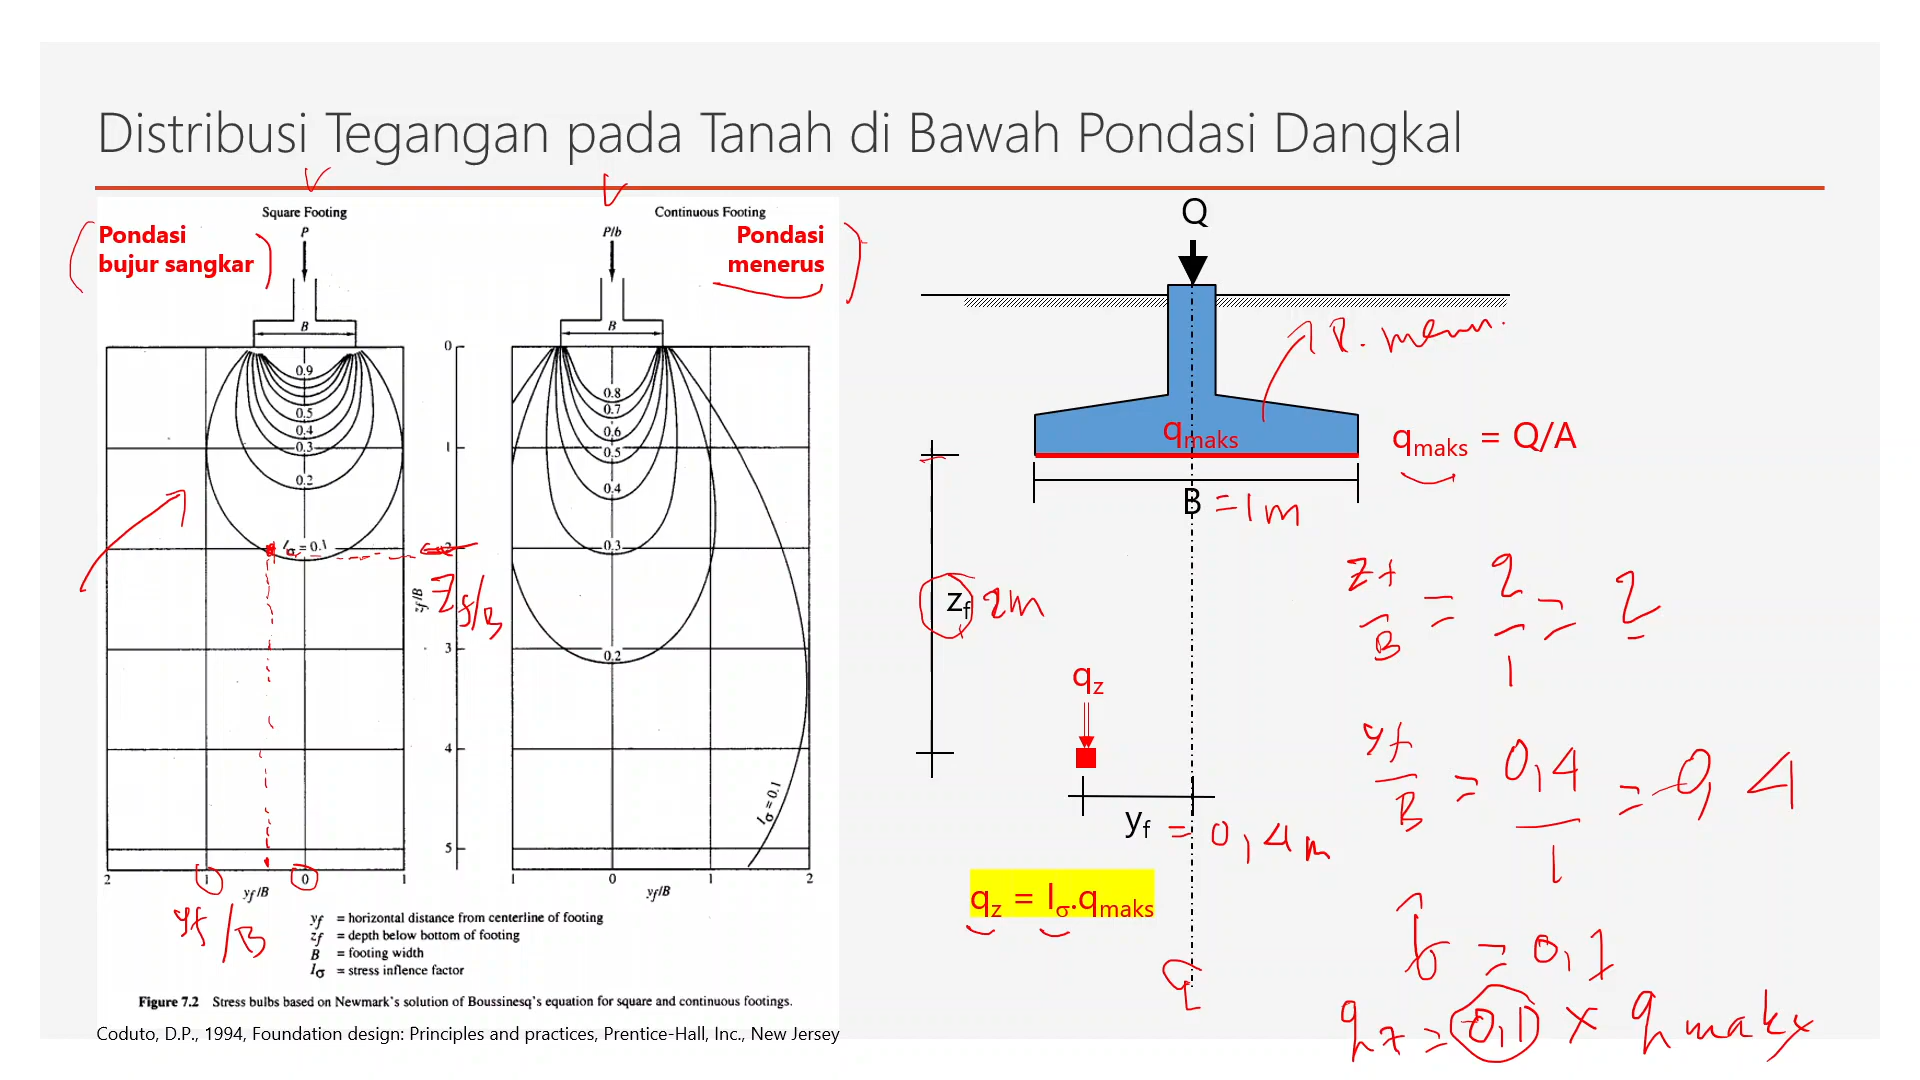 Distribusi Tegangan pada Tanah di Bawah Pondasi Dangkal
Square Footing
Pondasi
bujur sangkar
P
B
0.9
0.5
0.4
0.3
0.2
Iσ = 0.1
2
1
0
1
yf/B
yf/B
0
1
2
3
4
5
zf/B
Zf/B
Continuous Footing
P/b
Pondasi
menerus
B
0.8
0.7
0.6
0.5
0.4
0.3
0.2
Iσ = 0.1
1
0
1
2
yf/B
yf = horizontal distance from centerline of footing
zf = depth below bottom of footing
B = footing width
Iσ = stress inflence factor
Figure 7.2 Stress bulbs based on Newmark's solution of Boussinesq's equation for square and continuous footings.
Coduto, D.P., 1994, Foundation design: Principles and practices, Prentice-Hall, Inc., New Jersey
Q
qmaks
qmaks = Q/A
B = 1m
zf 2m
qz
yf = 0,4m
qz = Iσ.qmaks
zf/B = 2/1 = 2
yf/B = 0,4/1 = 0,4
Iσ = 0,1
qz = 0,1 x qmaks